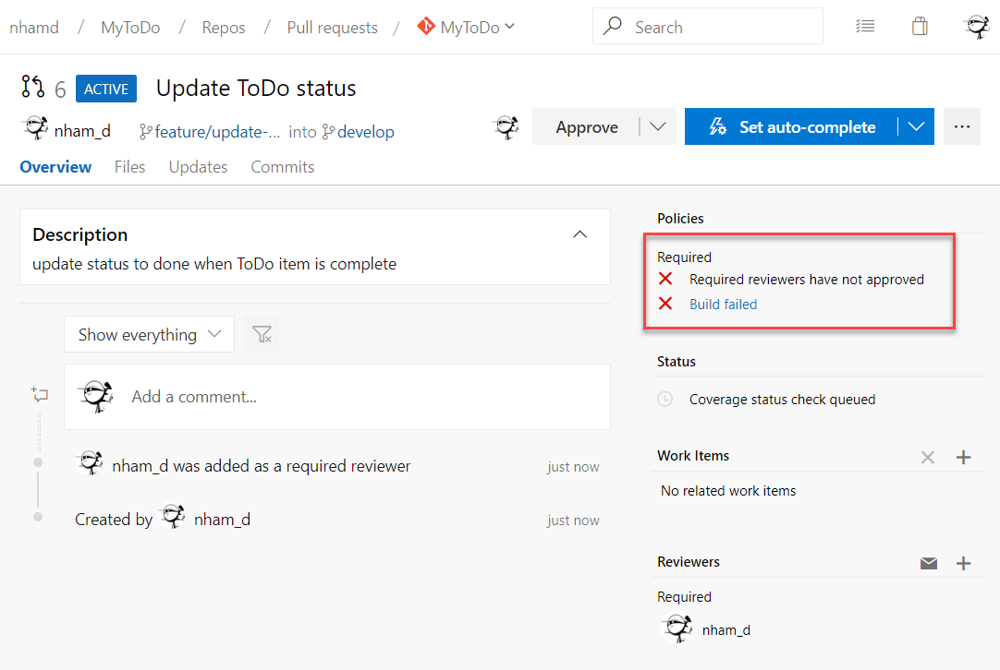 nhamd / MyToDo / Repos / Pull requests / MyToDo
Search
6 ACTIVE Update ToDo status
nham_d feature/update-... into develop
Approve
Set auto-complete
Overview Files Updates Commits
Description
update status to done when ToDo item is complete
Show everything
Add a comment...
nham_d was added as a required reviewer just now
Created by nham_d just now
Policies
Required
Required reviewers have not approved
Build failed
Status
Coverage status check queued
Work Items
No related work items
Reviewers
Required
nham_d